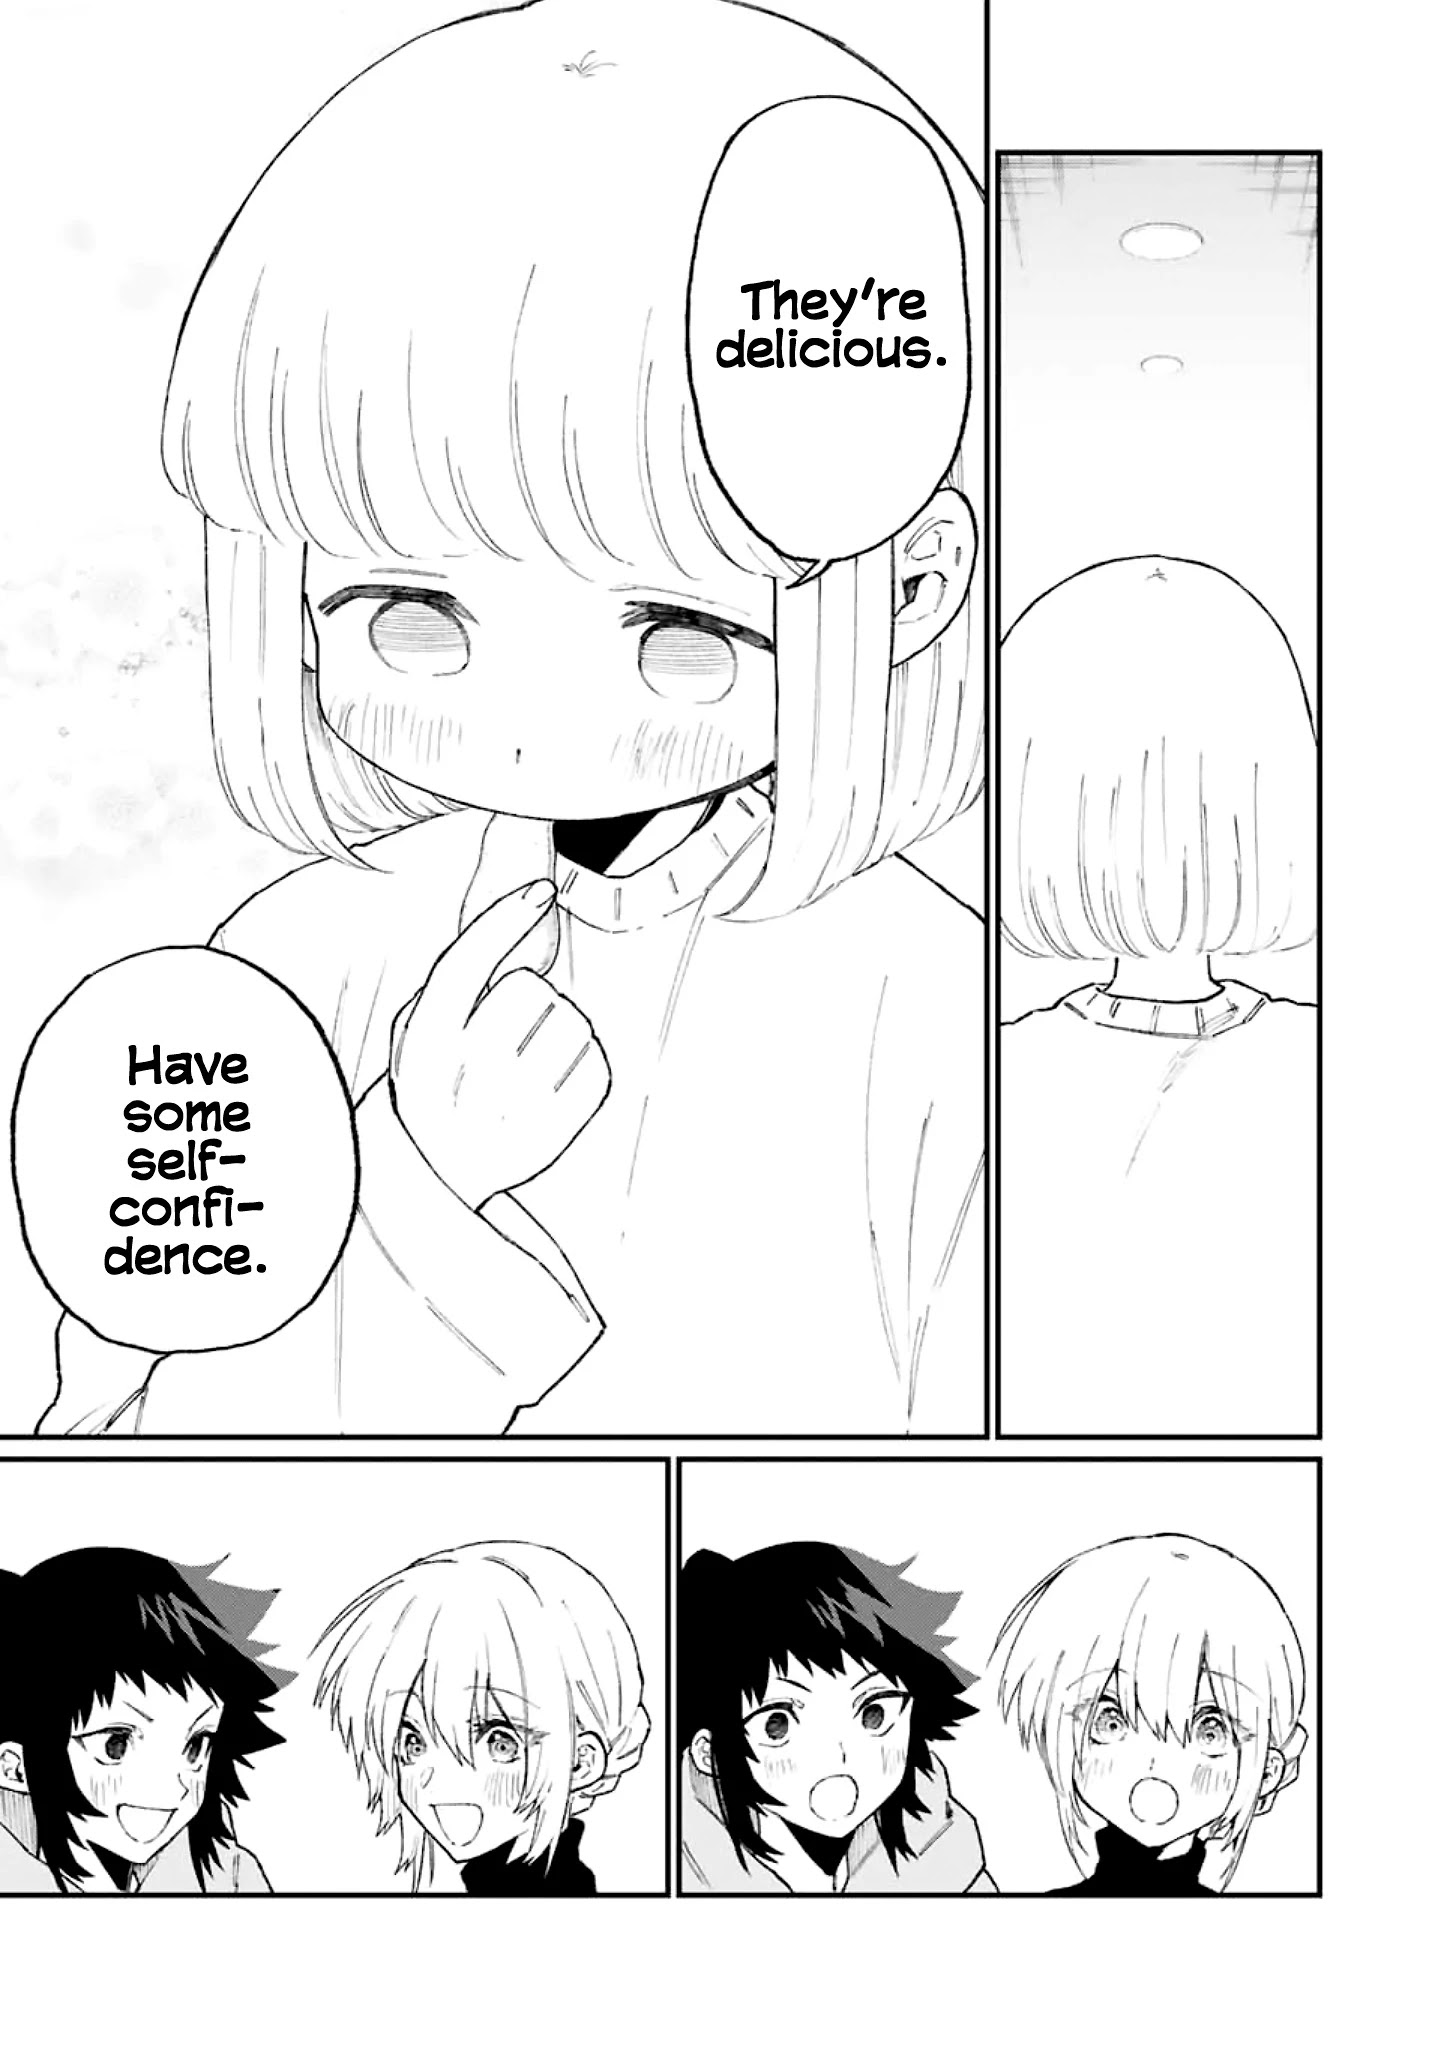 They're
delicious.
Have
some
self-
confi-
dence.